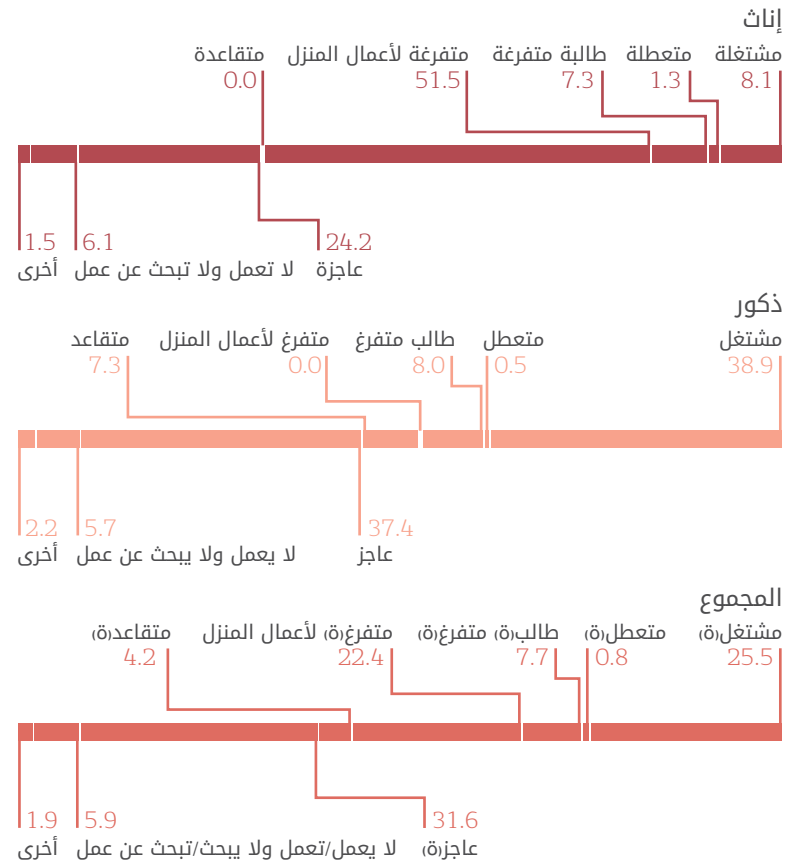 إناث
مشتغلة متعطلة طالبة متفرغة متفرغة لأعمال المنزل متقاعدة
8.1 1.3 7.3 51.5 0.0
24.2 6.1 1.5
عاجزة لا تعمل ولا تبحث عن عمل أخرى
ذكور
مشتغل متعطل طالب متفرغ متفرغ لأعمال المنزل متقاعد
38.9 0.5 8.0 0.0 7.3
37.4 5.7 2.2
عاجز لا يعمل ولا يبحث عن عمل أخرى
المجموع
مشتغل(ة) متعطل(ة) طالب(ة) متفرغ(ة) متفرغ(ة) لأعمال المنزل متقاعد(ة)
25.5 0.8 7.7 22.4 4.2
31.6 5.9 1.9
عاجز(ة) لا يعمل/تعمل ولا يبحث/تبحث عن عمل أخرى